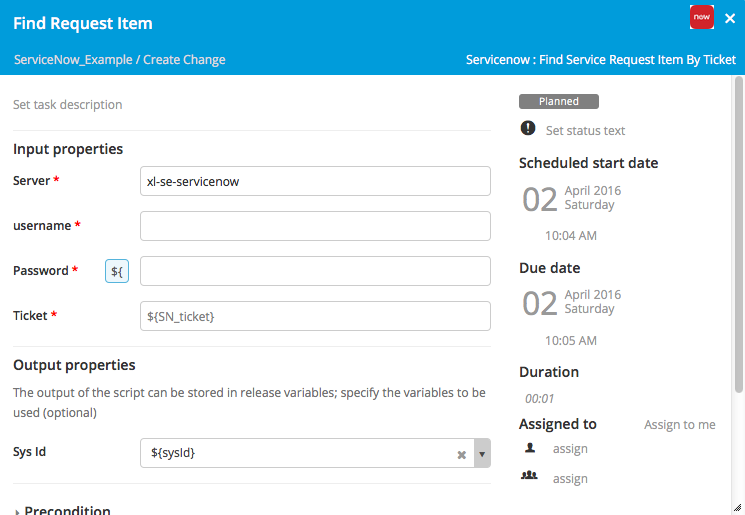 Find Request Item
now
ServiceNow_Example / Create Change
Servicenow : Find Service Request Item By Ticket
Set task description
Input properties
Server *
xl-se-servicenow
username *
Password *
${
Ticket *
${SN_ticket}
Output properties
The output of the script can be stored in release variables; specify the variables to be
used (optional)
Sys Id
${sysId}
Precondition
Planned
Set status text
Scheduled start date
02
April 2016
Saturday
10:04 AM
Due date
02
April 2016
Saturday
10:05 AM
Duration
00:01
Assigned to
Assign to me
assign
assign